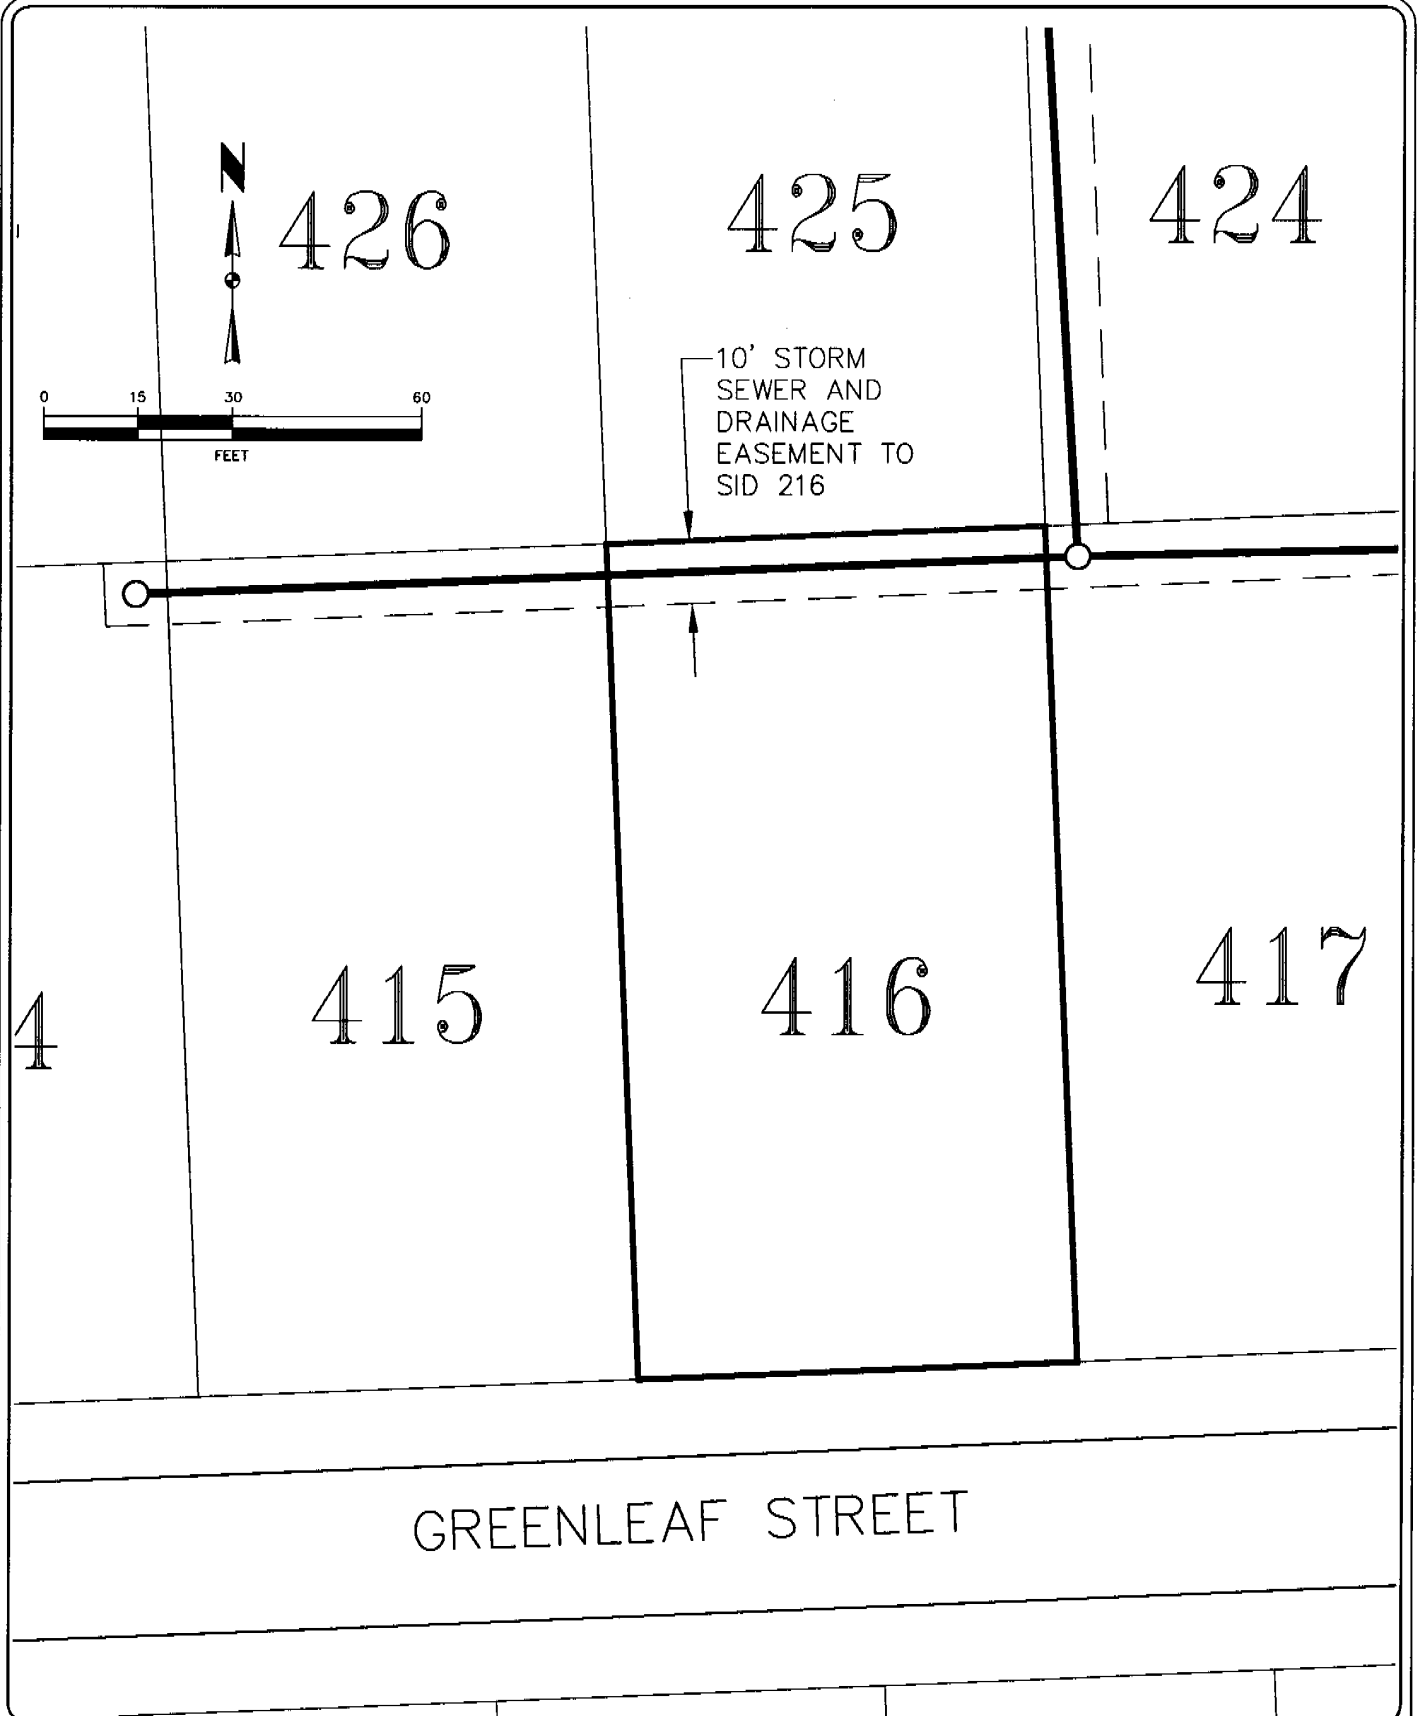 N
426
425
424
0 15 30 60
FEET
10' STORM
SEWER AND
DRAINAGE
EASEMENT TO
SID 216
4
415
416
417
GREENLEAF STREET